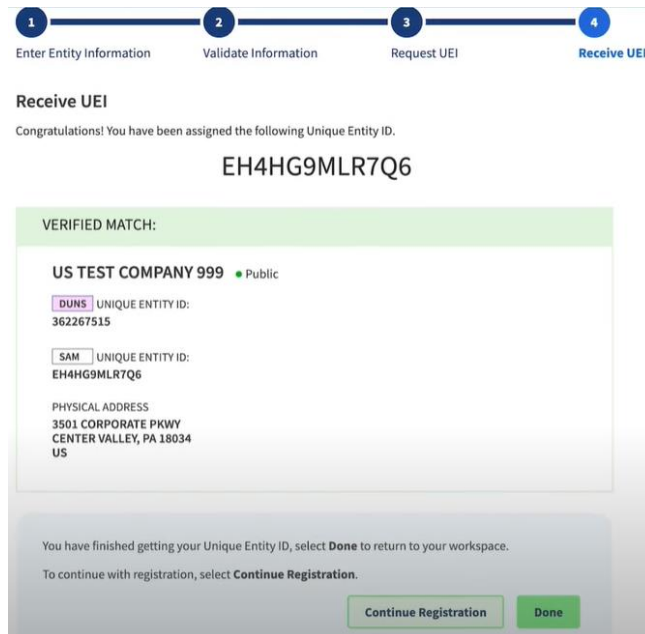 1
2
3
4
Enter Entity Information
Validate Information
Request UEI
Receive UEI
Receive UEI
Congratulations! You have been assigned the following Unique Entity ID.
EH4HG9MLR7Q6
VERIFIED MATCH:
US TEST COMPANY 999 • Public
DUNS UNIQUE ENTITY ID:
362267515
SAM UNIQUE ENTITY ID:
EH4HG9MLR7Q6
PHYSICAL ADDRESS
3501 CORPORATE PKWY
CENTER VALLEY, PA 18034
US
You have finished getting your Unique Entity ID, select Done to return to your workspace.
To continue with registration, select Continue Registration.
Continue Registration
Done